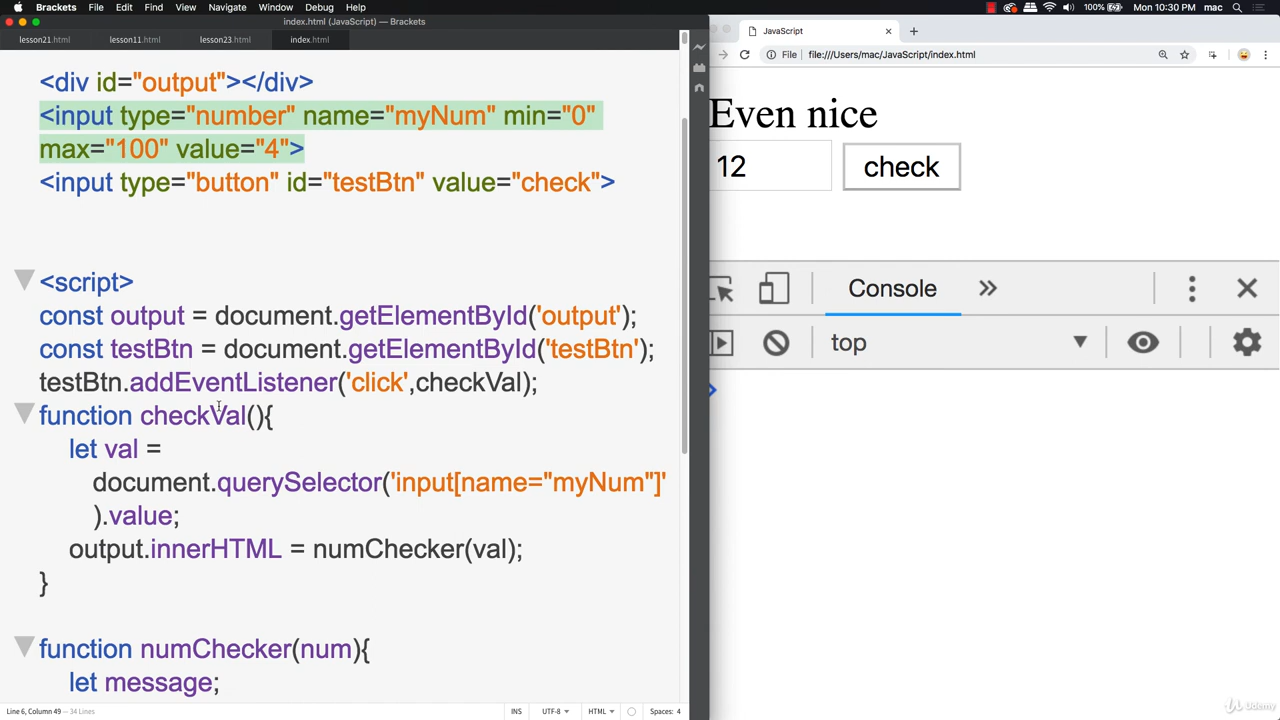 Brackets File Edit Find View Navigate Window Debug Help 100% Mon 10:30 PM mac
index.html (JavaScript) — Brackets
lesson21.html lesson11.html lesson23.html index.html
<div id="output"></div>
<input type="number" name="myNum" min="0"
max="100" value="4">
<input type="button" id="testBtn" value="check">
<script>
const output = document.getElementById('output');
const testBtn = document.getElementById('testBtn');
testBtn.addEventListener('click',checkVal);
function checkVal(){
let val =
document.querySelector('input[name="myNum"]'
).value;
output.innerHTML = numChecker(val);
}
function numChecker(num){
let message;
Line 6, Column 49 — 34 Lines INS UTF-8 HTML Spaces: 4
JavaScript
File file:///Users/mac/JavaScript/index.html
Even nice
12 check
Console
top
Udemy